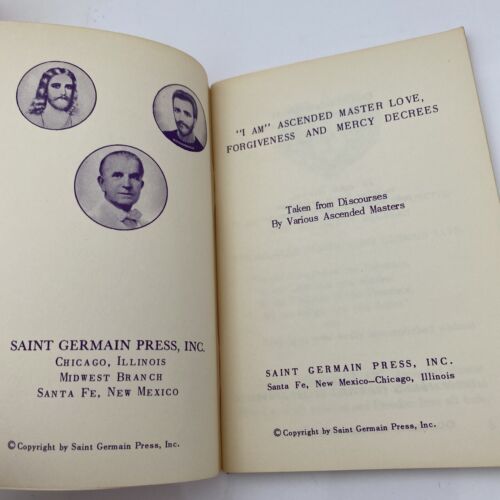 SAINT GERMAIN PRESS, INC.
CHICAGO, ILLINOIS
MIDWEST BRANCH
SANTA FE, NEW MEXICO
© Copyright by Saint Germain Press, Inc.
"I AM" ASCENDED MASTER LOVE,
FORGIVENESS AND MERCY DECREES
Taken from Discourses
By Various Ascended Masters
SAINT GERMAIN PRESS, INC.
Santa Fe, New Mexico—Chicago, Illinois
© Copyright by Saint Germain Press, Inc.